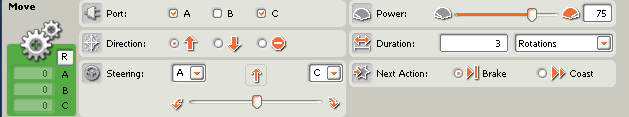 Move
R
0 A
0 B
0 C
Port: A B C
Direction:
Steering: A C
Power: 75
Duration: 3 Rotations
Next Action: Brake Coast